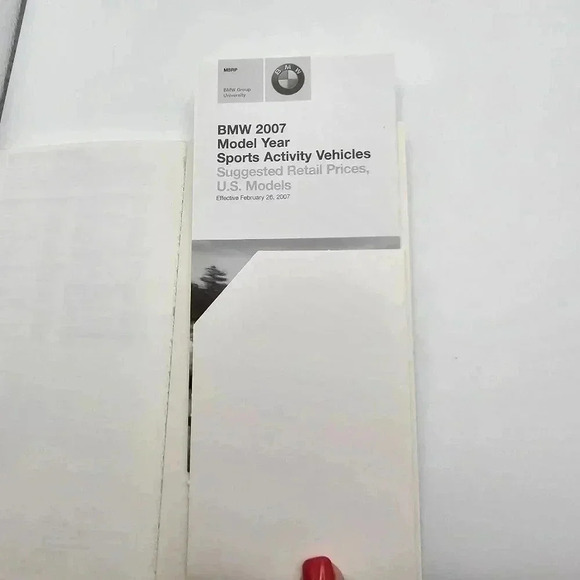 MSRP
BMW Group
University
BMW
BMW 2007
Model Year
Sports Activity Vehicles
Suggested Retail Prices,
U.S. Models
Effective February 26, 2007